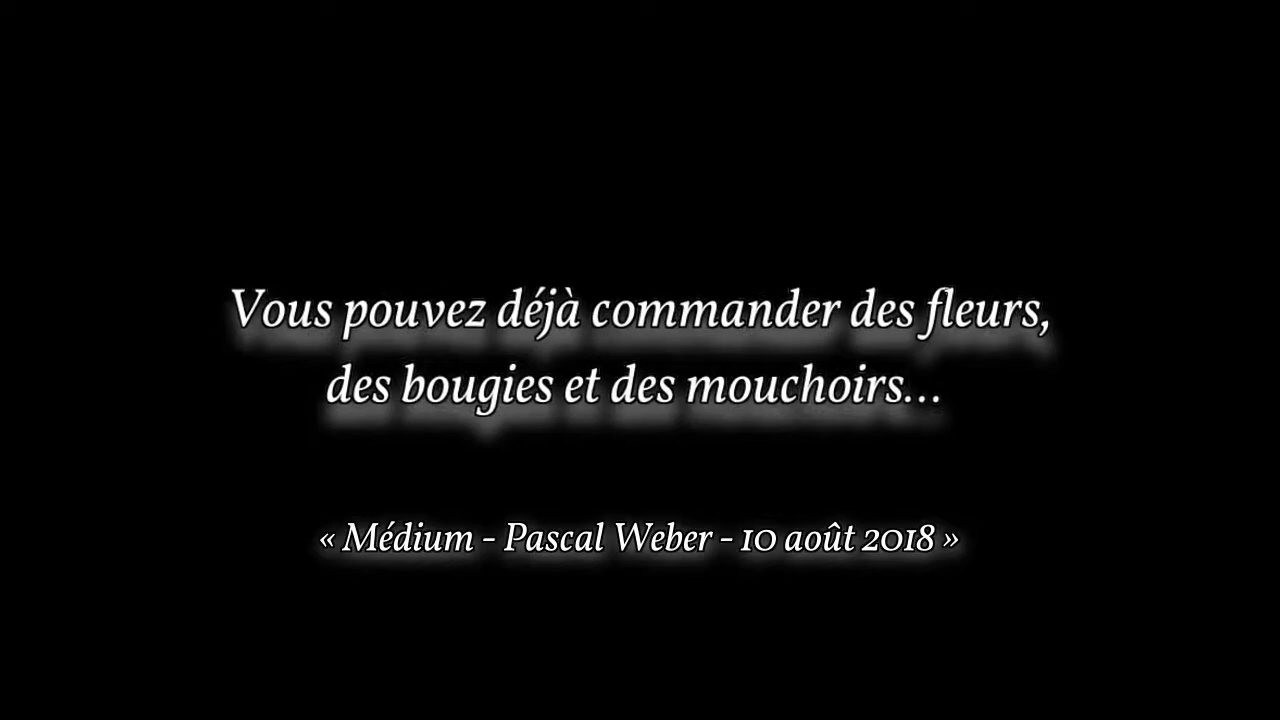 Vous pouvez déjà commander des fleurs,
des bougies et des mouchoirs...
« Médium - Pascal Weber - 10 août 2018 »